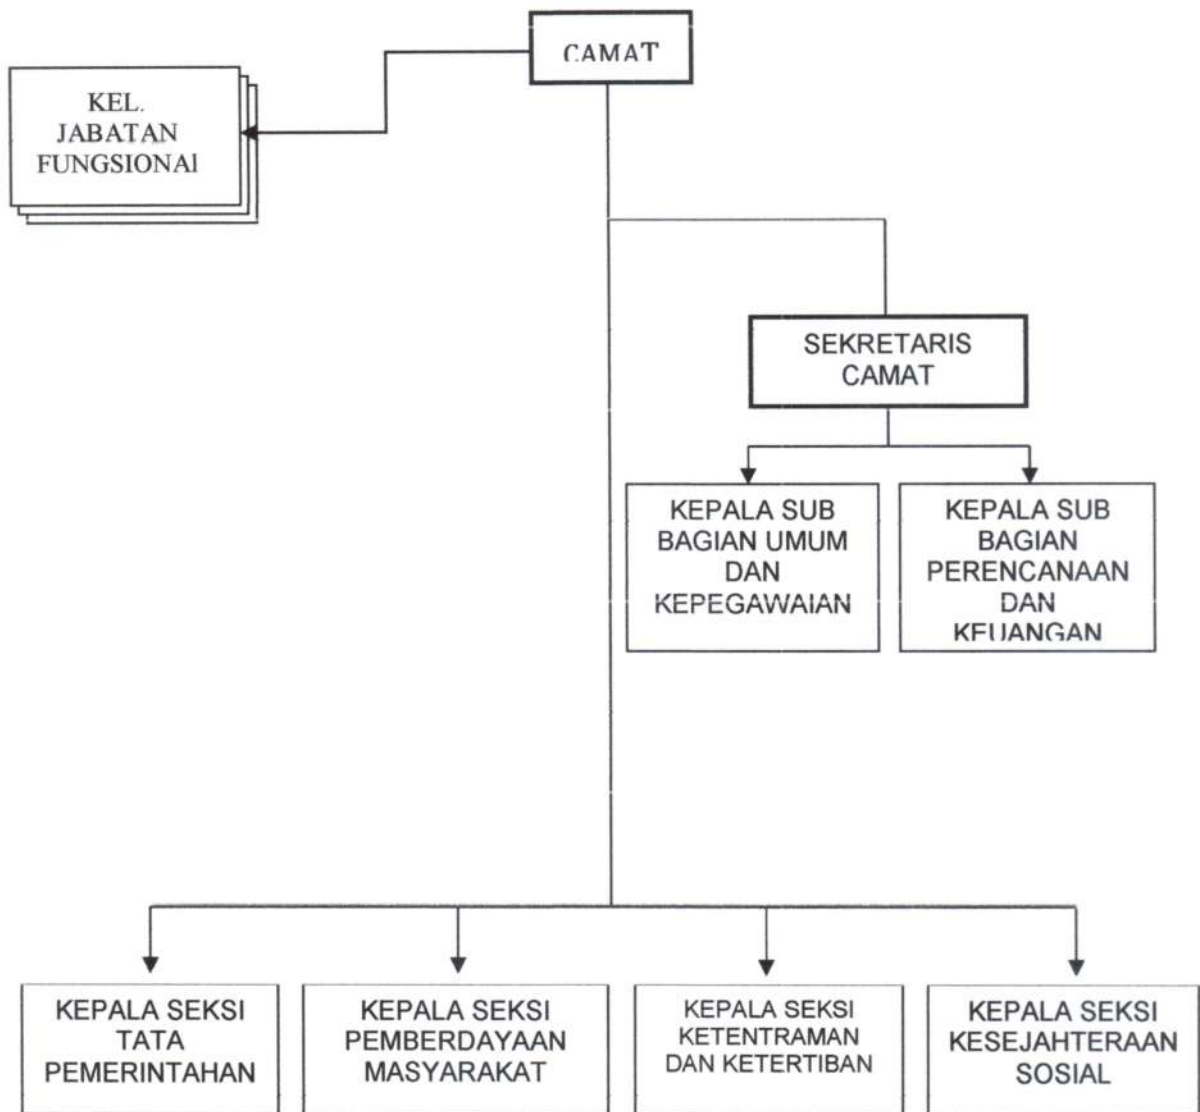 CAMAT
KEL.
JABATAN
FUNGSIONAl
SEKRETARIS
CAMAT
KEPALA SUB
BAGIAN UMUM
DAN
KEPEGAWAIAN
KEPALA SUB
BAGIAN
PERENCANAAN
DAN
KEUANGAN
KEPALA SEKSI
TATA
PEMERINTAHAN
KEPALA SEKSI
PEMBERDAYAAN
MASYARAKAT
KEPALA SEKSI
KETENTRAMAN
DAN KETERTIBAN
KEPALA SEKSI
KESEJAHTERAAN
SOSIAL